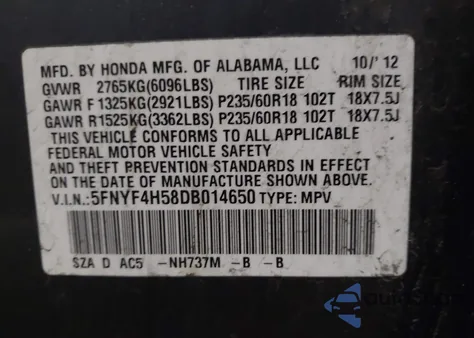 MFD. BY HONDA MFG. OF ALABAMA, LLC 10/' 12
GVWR 2765KG(6096LBS) TIRE SIZE RIM SIZE
GAWR F 1325KG(2921LBS) P235/60R18 102T 18X7.5J
GAWR R1525KG(3362LBS) P235/60R18 102T 18X7.5J
THIS VEHICLE CONFORMS TO ALL APPLICABLE
FEDERAL MOTOR VEHICLE SAFETY
AND THEFT PREVENTION STANDARDS IN EFFECT
ON THE DATE OF MANUFACTURE SHOWN ABOVE.
V.I.N.:5FNYF4H58DB014650 TYPE: MPV
SZA D AC5 -NH737M -B -B